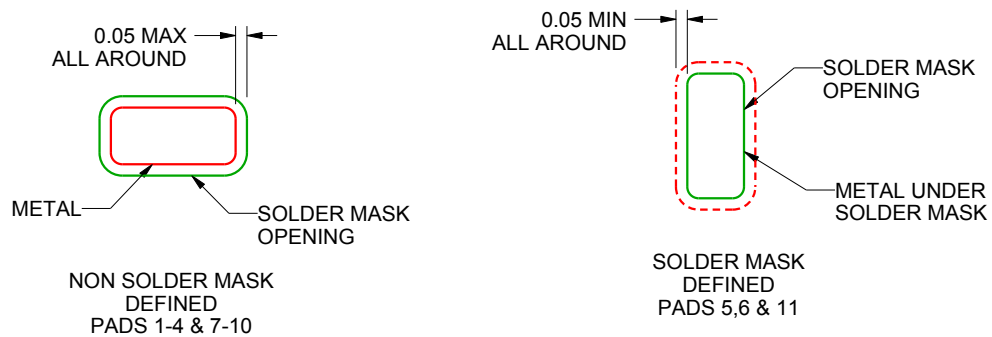 0.05 MAX
ALL AROUND
METAL
SOLDER MASK
OPENING
NON SOLDER MASK
DEFINED
PADS 1-4 & 7-10
0.05 MIN
ALL AROUND
SOLDER MASK
OPENING
METAL UNDER
SOLDER MASK
SOLDER MASK
DEFINED
PADS 5,6 & 11